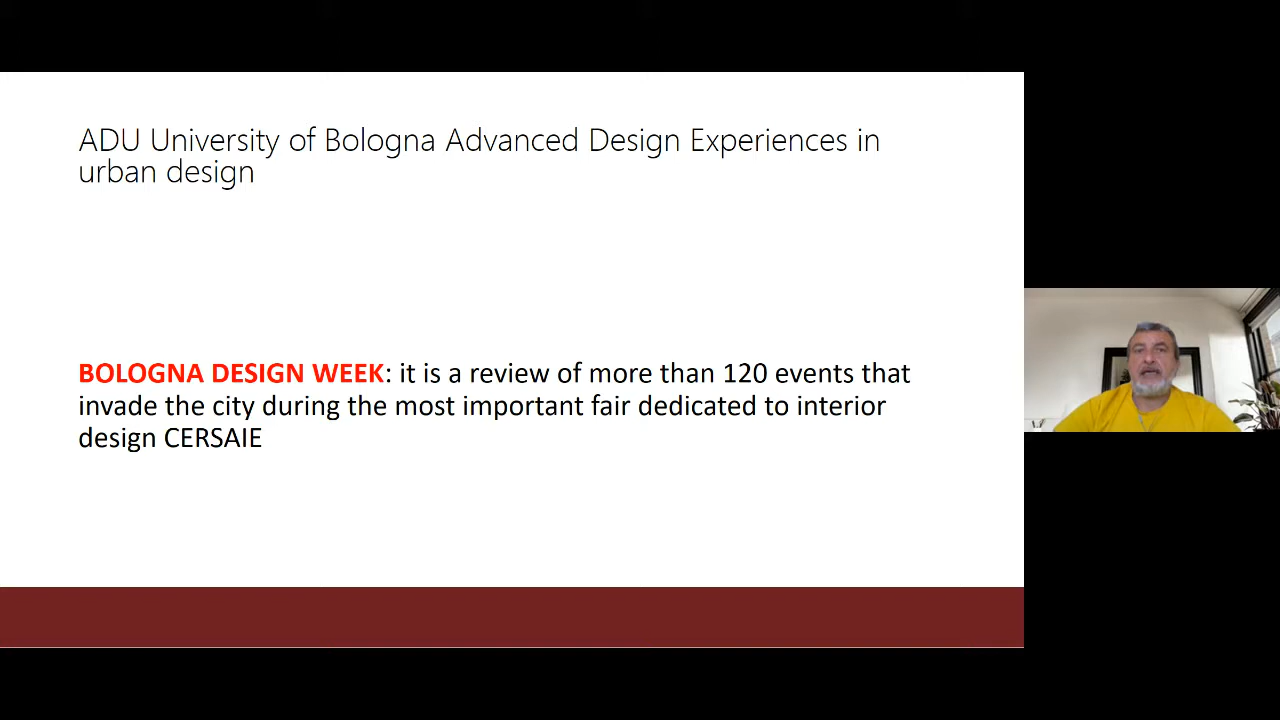 ADU University of Bologna Advanced Design Experiences in
urban design
BOLOGNA DESIGN WEEK: it is a review of more than 120 events that
invade the city during the most important fair dedicated to interior
design CERSAIE